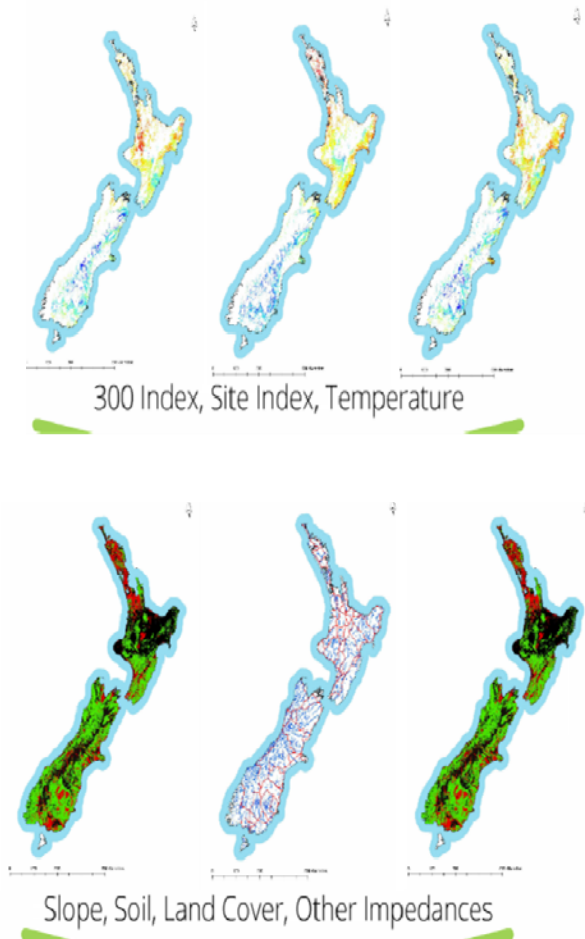 300 Index, Site Index, Temperature
Slope, Soil, Land Cover, Other Impedances